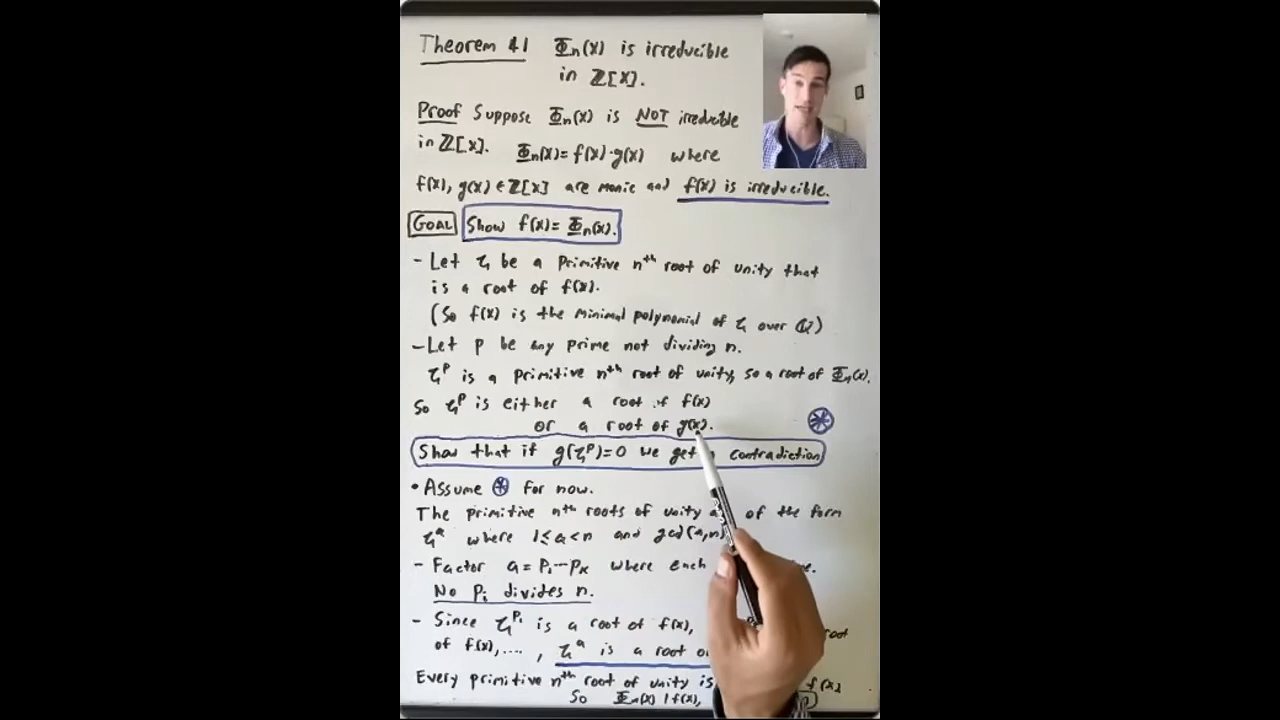 Theorem 41 Φn(x) is irreducible
in ℤ[x].
Proof Suppose Φn(x) is NOT irreducible
in ℤ[x]. Φn(x)=f(x)·g(x) where
f(x), g(x) ∈ ℤ[x] are monic and f(x) is irreducible.
GOAL Show f(x)= Φn(x).
- Let ζ be a primitive nth root of unity that
is a root of f(x).
(So f(x) is the minimal polynomial of ζ over ℚ)
- Let p be any prime not dividing n.
ζ^p is a primitive nth root of unity, so a root of Φn(x).
So ζ^p is either a root of f(x)
or a root of g(x).
Show that if g(ζ^p)=0 we get contradiction
• Assume ⊛ for now.
The primitive nth roots of unity of the form
ζ^a where 1≤a<n and gcd(a,n)
- Factor a = p1···pk where each
No pi divides n.
- Since ζ^p1 is a root of f(x), root
of f(x),...., ζ^a is a root
Every primitive nth root of unity is f(x)
So Φn(x) | f(x),